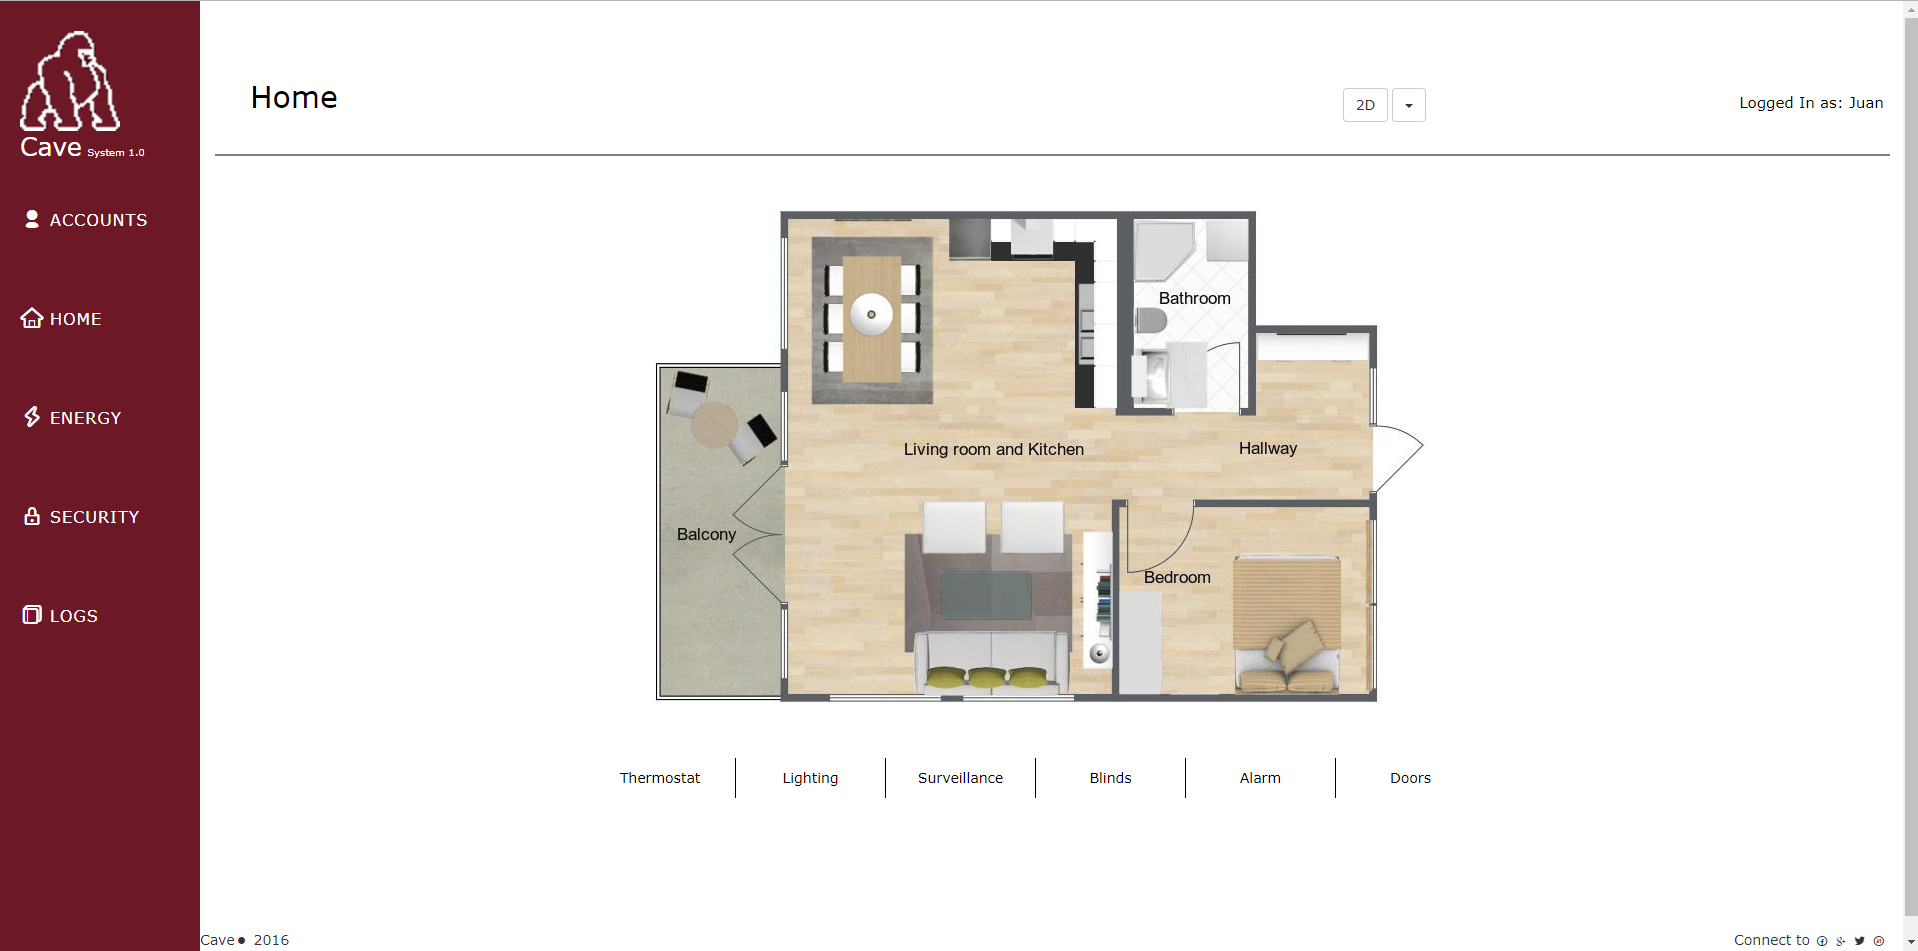 Cave System 1.0
ACCOUNTS
HOME
ENERGY
SECURITY
LOGS
Home
2D
Logged In as: Juan
Bathroom
Living room and Kitchen
Hallway
Balcony
Bedroom
Thermostat
Lighting
Surveillance
Blinds
Alarm
Doors
Cave● 2016
Connect to